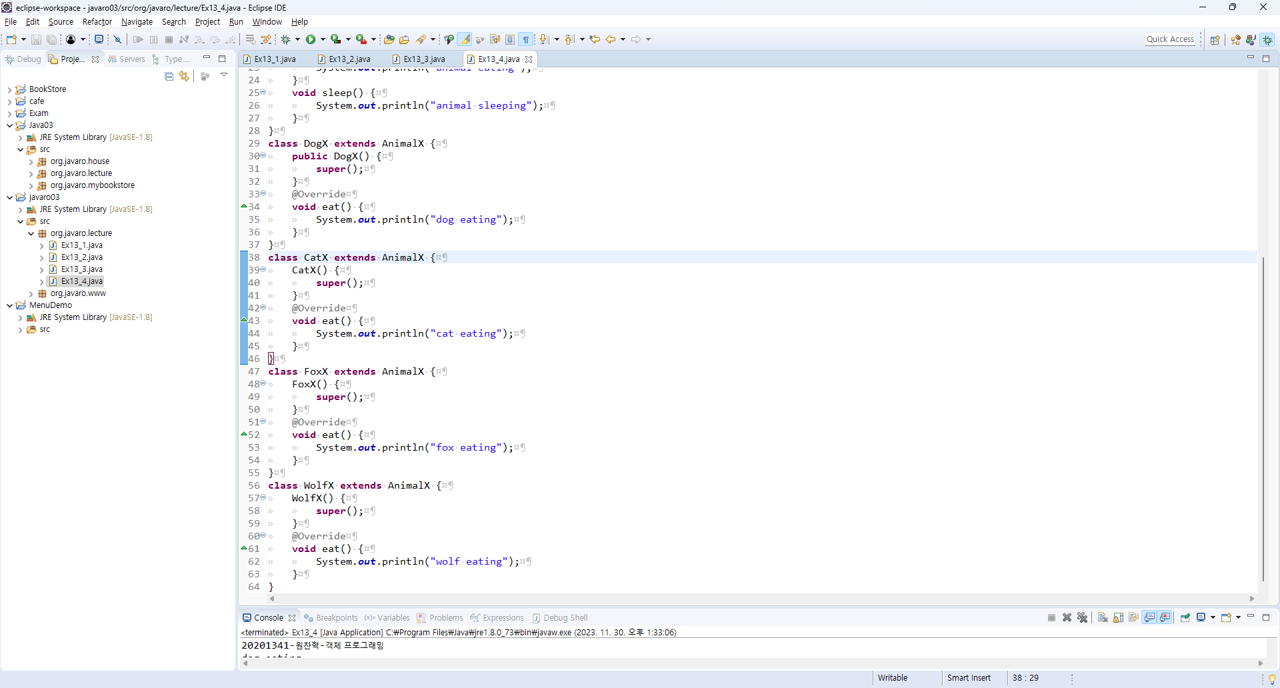 eclipse-workspace - javaro03/src/org/javaro/lecture/Ex13_4.java - Eclipse IDE
File Edit Source Refactor Navigate Search Project Run Window Help
Quick Access
Debug Proje... Servers Type ...
BookStore
cafe
Exam
Java03
JRE System Library [JavaSE-1.8]
src
org.javaro.house
org.javaro.lecture
org.javaro.mybookstore
javaro03
JRE System Library [JavaSE-1.8]
src
org.javaro.lecture
Ex13_1.java
Ex13_2.java
Ex13_3.java
Ex13_4.java
org.javaro.www
MenuDemo
JRE System Library [JavaSE-1.8]
src
Ex13_1.java Ex13_2.java Ex13_3.java Ex13_4.java
23 System.out.println("animal eating");
24 }
25 void sleep() {
26 System.out.println("animal sleeping");
27 }
28 }
29 class DogX extends AnimalX {
30 public DogX() {
31 super();
32 }
33 @Override
34 void eat() {
35 System.out.println("dog eating");
36 }
37 }
38 class CatX extends AnimalX {
39 CatX() {
40 super();
41 }
42 @Override
43 void eat() {
44 System.out.println("cat eating");
45 }
46 }
47 class FoxX extends AnimalX {
48 FoxX() {
49 super();
50 }
51 @Override
52 void eat() {
53 System.out.println("fox eating");
54 }
55 }
56 class WolfX extends AnimalX {
57 WolfX() {
58 super();
59 }
60 @Override
61 void eat() {
62 System.out.println("wolf eating");
63 }
64 }
Console Breakpoints Variables Problems Expressions Debug Shell
<terminated> Ex13_4 [Java Application] C:₩Program Files₩Java₩jre1.8.0_73₩bin₩javaw.exe (2023. 11. 30. 오후 1:33:06)
20201341-원잔혁-객체 프로그래밍
dog eating
Writable Smart Insert 38 : 29